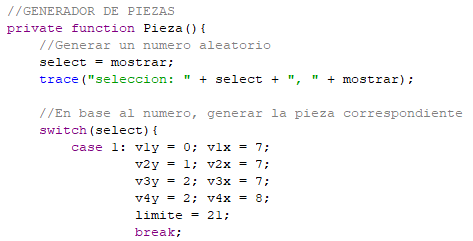 //GENERADOR DE PIEZAS
private function Pieza(){
//Generar un numero aleatorio
select = mostrar;
trace("seleccion: " + select + ", " + mostrar);
//En base al numero, generar la pieza correspondiente
switch(select){
case 1: v1y = 0; v1x = 7;
v2y = 1; v2x = 7;
v3y = 2; v3x = 7;
v4y = 2; v4x = 8;
limite = 21;
break;